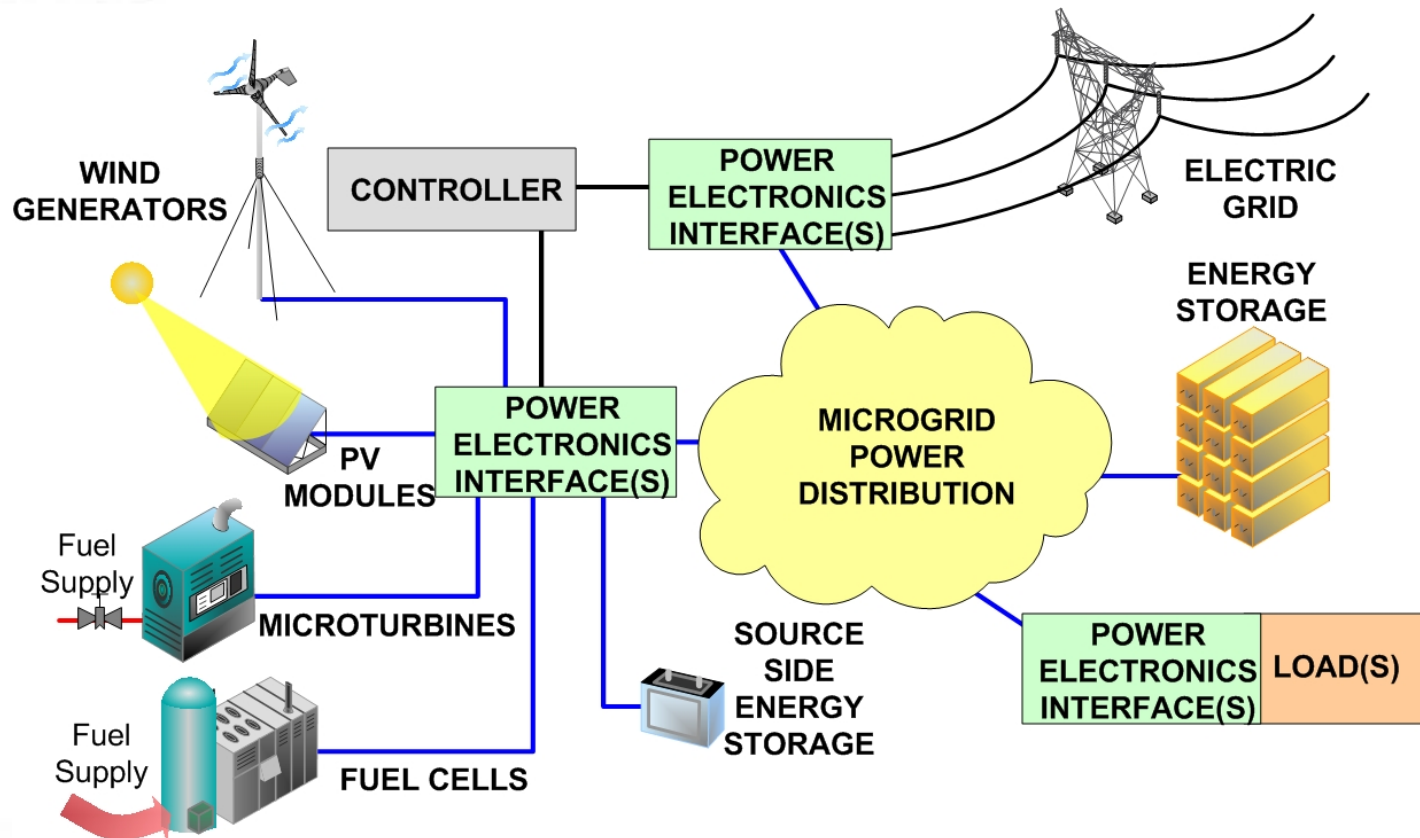 WIND
GENERATORS
CONTROLLER
POWER
ELECTRONICS
INTERFACE(S)
ELECTRIC
GRID
ENERGY
STORAGE
PV
MODULES
POWER
ELECTRONICS
INTERFACE(S)
MICROGRID
POWER
DISTRIBUTION
Fuel
Supply
MICROTURBINES
SOURCE
SIDE
ENERGY
STORAGE
POWER
ELECTRONICS
INTERFACE(S)
LOAD(S)
Fuel
Supply
FUEL CELLS